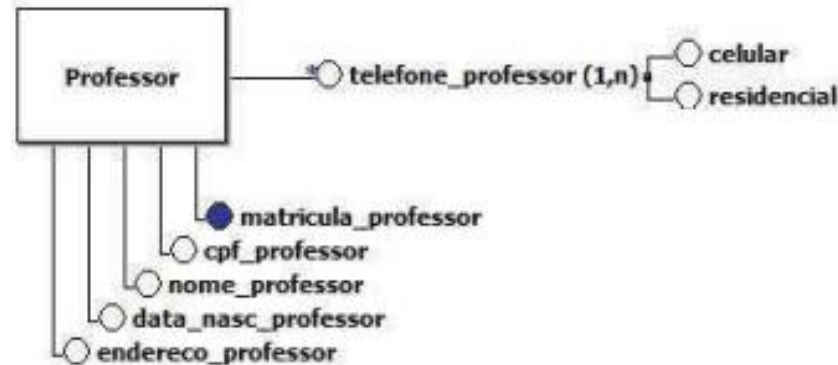 Professor
telefone_professor (1,n)
celular
residencial
matricula_professor
cpf_professor
nome_professor
data_nasc_professor
endereco_professor